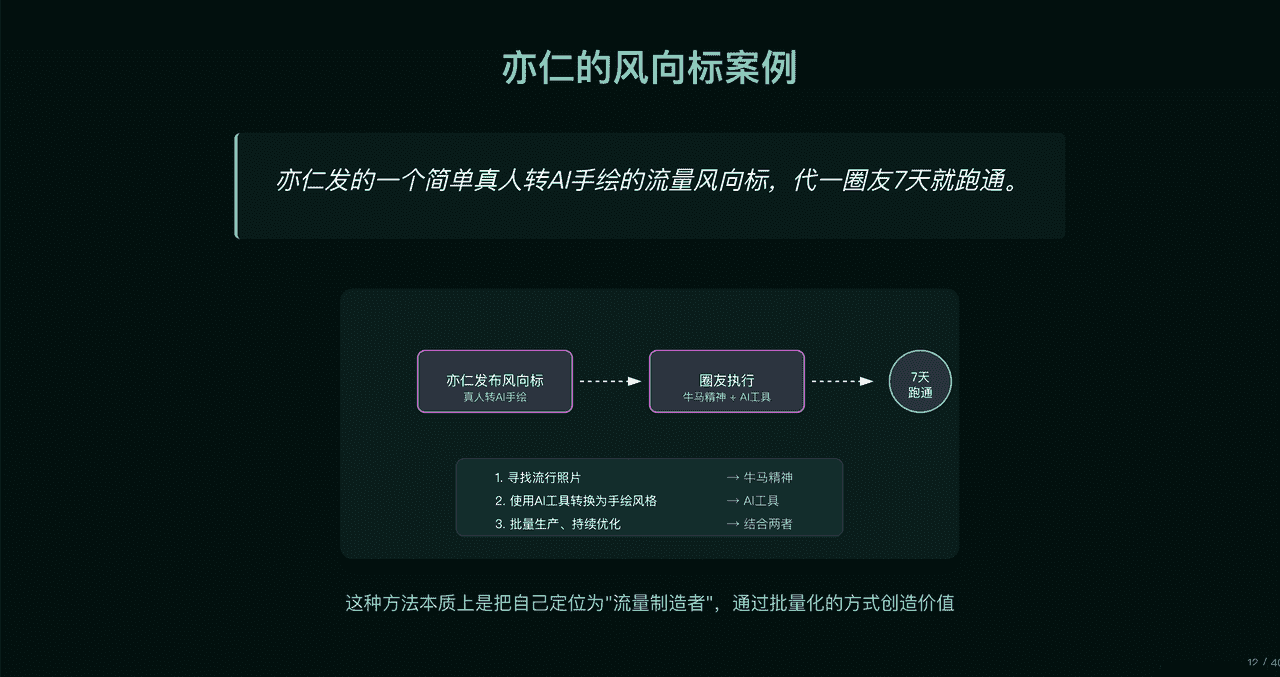 亦仁的风向标案例
亦仁发的一个简单真人转AI手绘的流量风向标，代一圈友7天就跑通。
亦仁发布风向标
真人转AI手绘
圈友执行
牛马精神 + AI工具
7天
跑通
1. 寻找流行照片 → 牛马精神
2. 使用AI工具转换为手绘风格 → AI工具
3. 批量生产、持续优化 → 结合两者
这种方法本质上是把自己定位为"流量制造者"，通过批量化的方式创造价值
12 / 40